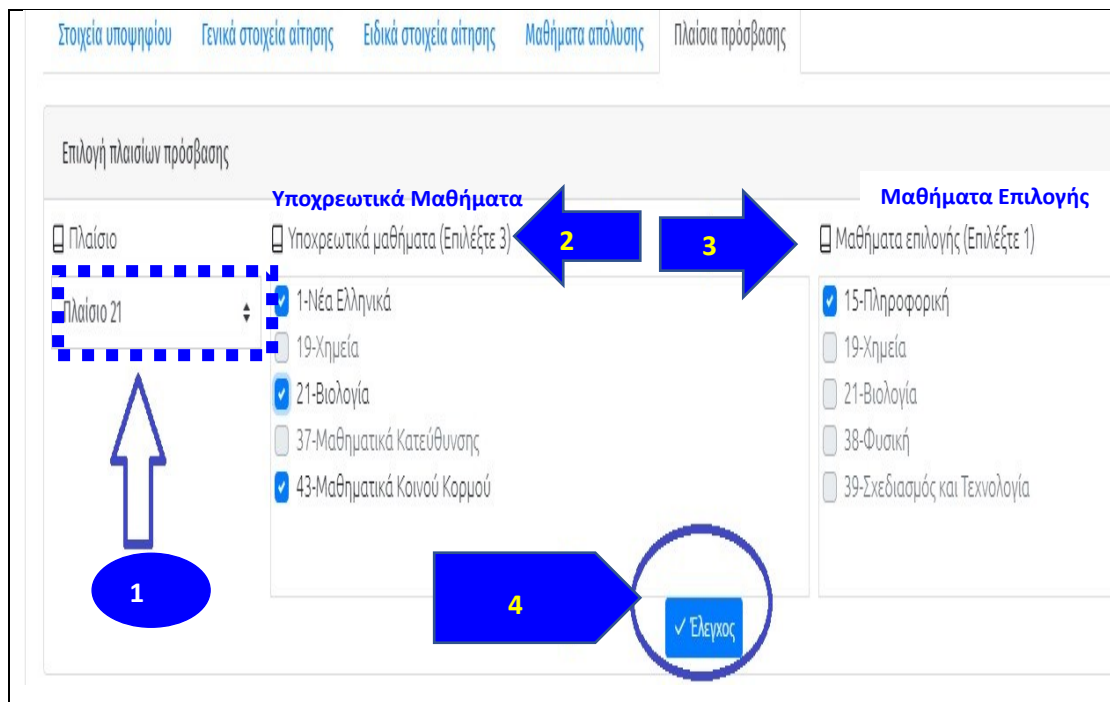 Στοιχεία υποψηφίου Γενικά στοιχεία αίτησης Ειδικά στοιχεία αίτησης Μαθήματα απόλυσης Πλαίσια πρόσβασης
Επιλογή πλαισίων πρόσβασης
Υποχρεωτικά Μαθήματα Μαθήματα Επιλογής
Πλαίσιο Υποχρεωτικά μαθήματα (Επιλέξτε 3) 2 3 Μαθήματα επιλογής (Επιλέξτε 1)
Πλαίσιο 21 1-Νέα Ελληνικά 15-Πληροφορική
19-Χημεία 19-Χημεία
21-Βιολογία 21-Βιολογία
37-Μαθηματικά Κατεύθυνσης 38-Φυσική
43-Μαθηματικά Κοινού Κορμού 39-Σχεδιασμός και Τεχνολογία
1 4
Έλεγχος